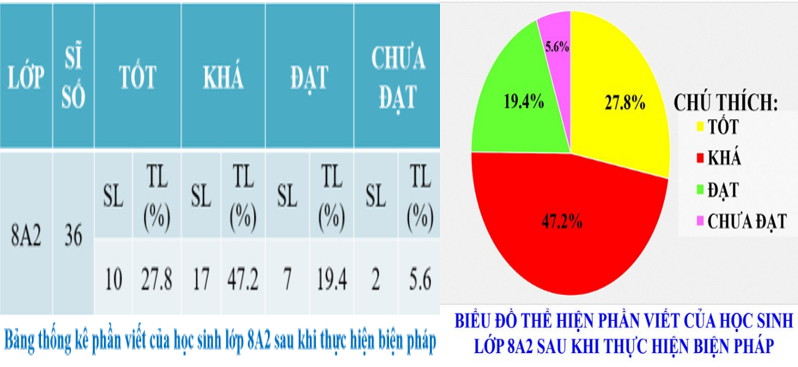 LỚP SĨ SỐ TỐT KHÁ ĐẠT CHƯA ĐẠT
8A2 36 SL TL (%) SL TL (%) SL TL (%) SL TL (%)
10 27.8 17 47.2 7 19.4 2 5.6
Bảng thống kê phần viết của học sinh lớp 8A2 sau khi thực hiện biện pháp
5.6%
19.4%
27.8%
47.2%
CHÚ THÍCH:
TỐT
KHÁ
ĐẠT
CHƯA ĐẠT
BIỂU ĐỒ THỂ HIỆN PHẦN VIẾT CỦA HỌC SINH
LỚP 8A2 SAU KHI THỰC HIỆN BIỆN PHÁP